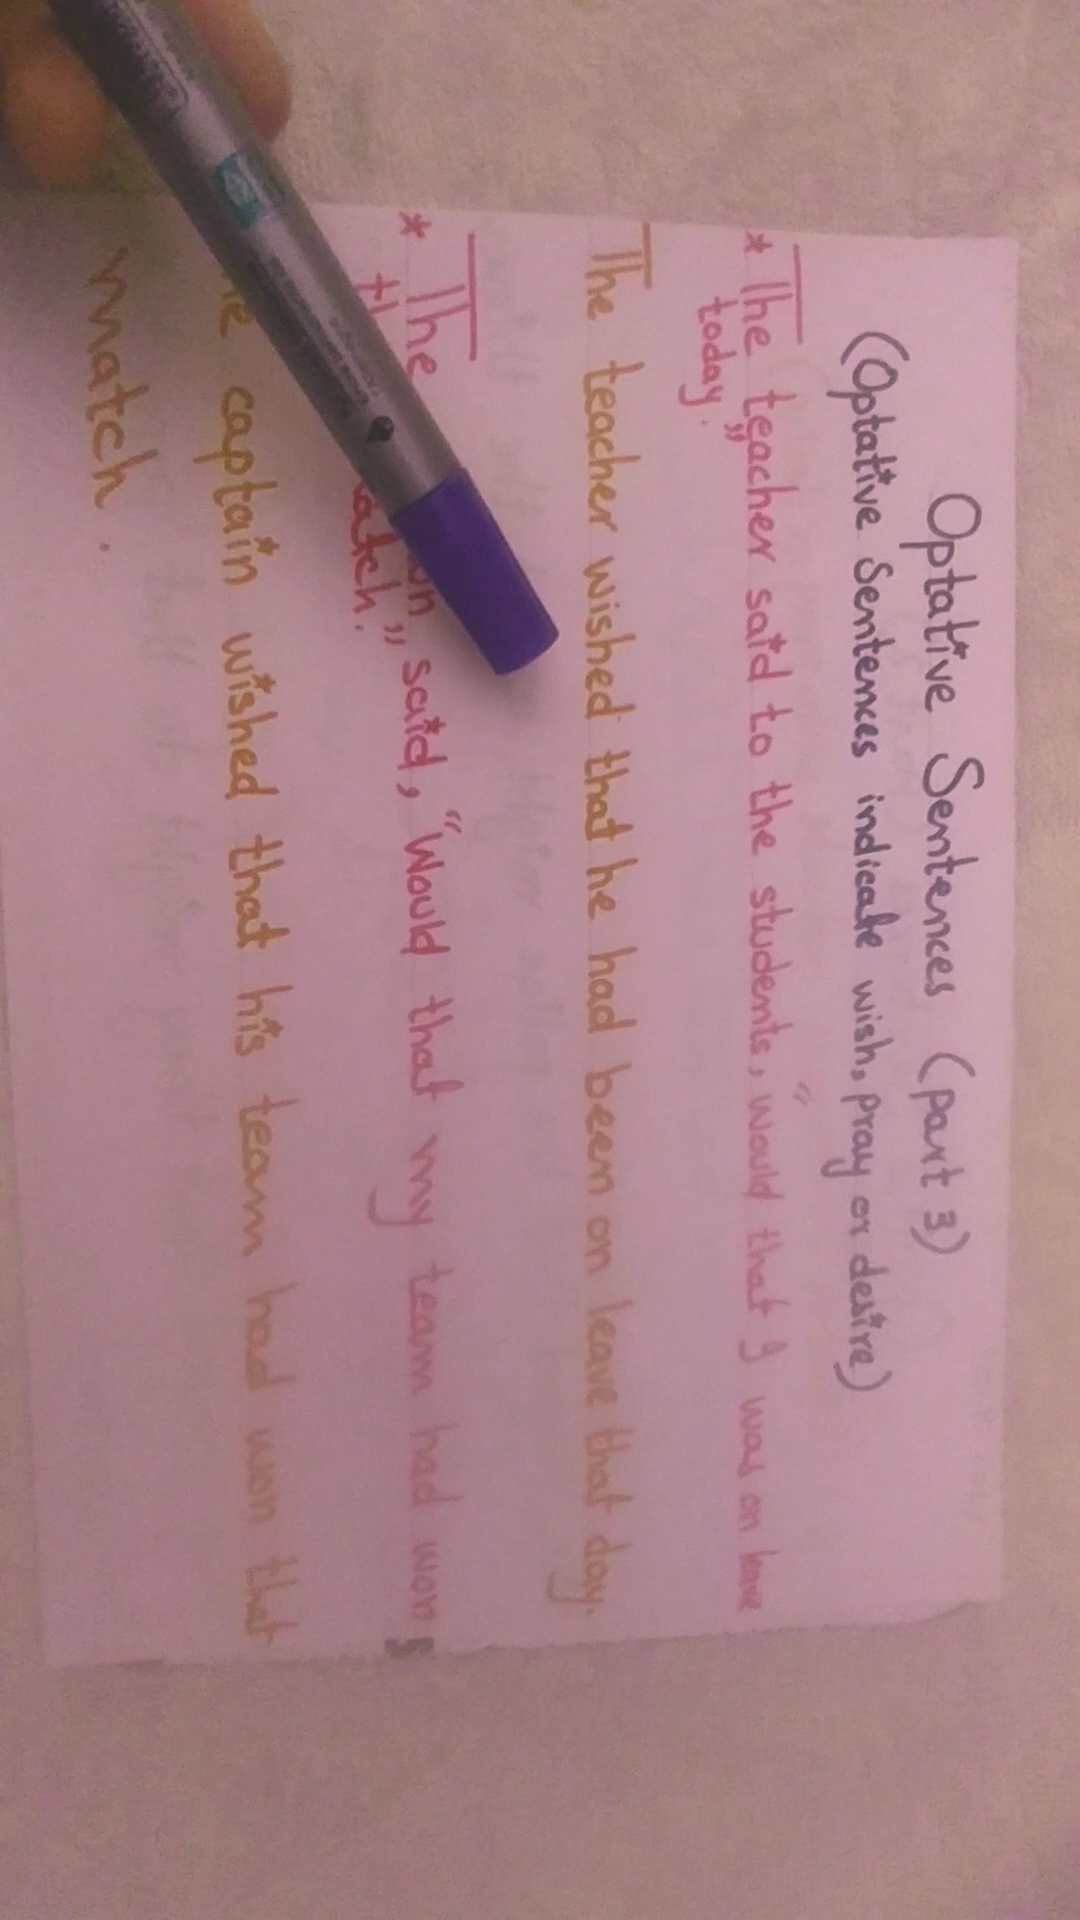 Optative Sentences (part 3)
(Optative Sentences indicate wish, pray or desire)
* The teacher said to the students, "would that I was on leave
today."
The teacher wished that he had been on leave that day.
* The said, "Would that my team had won
"
captain wished that his team had won that
match.